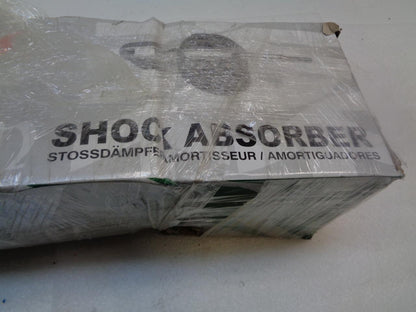 SHOCK ABSORBER
STOSSDÄMPFER AMORTISSEUR / AMORTIGUADORES